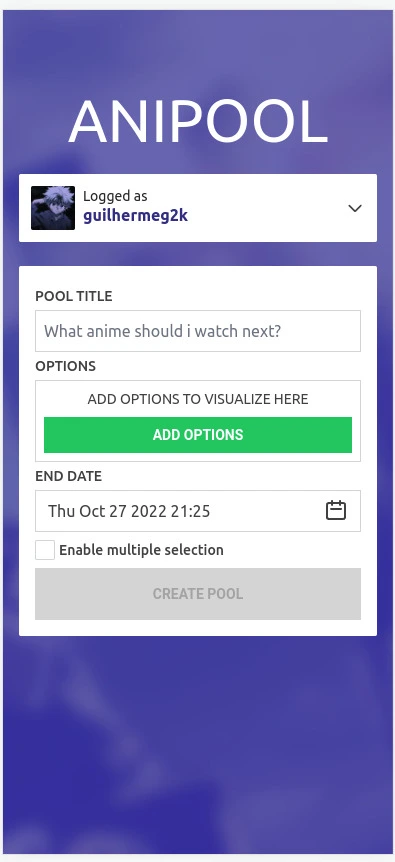 ANIPOOL
Logged as
guilhermeg2k
POOL TITLE
What anime should i watch next?
OPTIONS
ADD OPTIONS TO VISUALIZE HERE
ADD OPTIONS
END DATE
Thu Oct 27 2022 21:25
Enable multiple selection
CREATE POOL